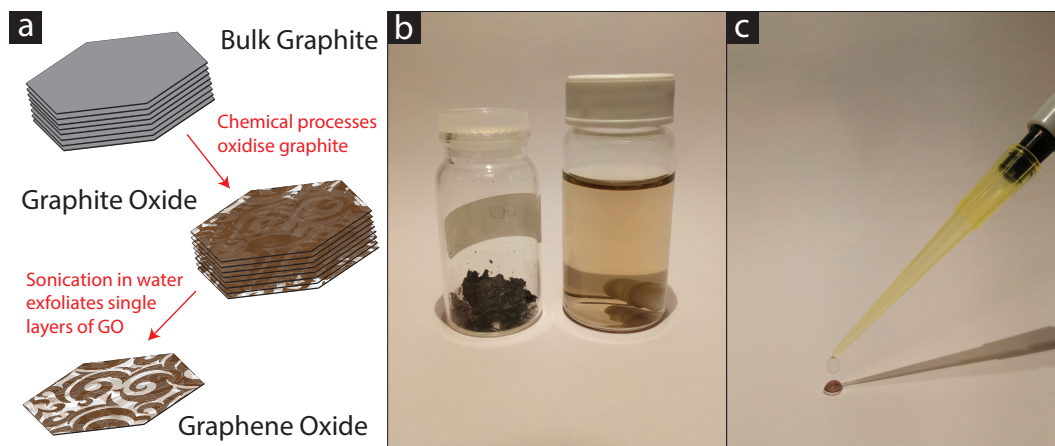 a
Bulk Graphite
Chemical processes
oxidise graphite
Graphite Oxide
Sonication in water
exfoliates single
layers of GO
Graphene Oxide
b
c